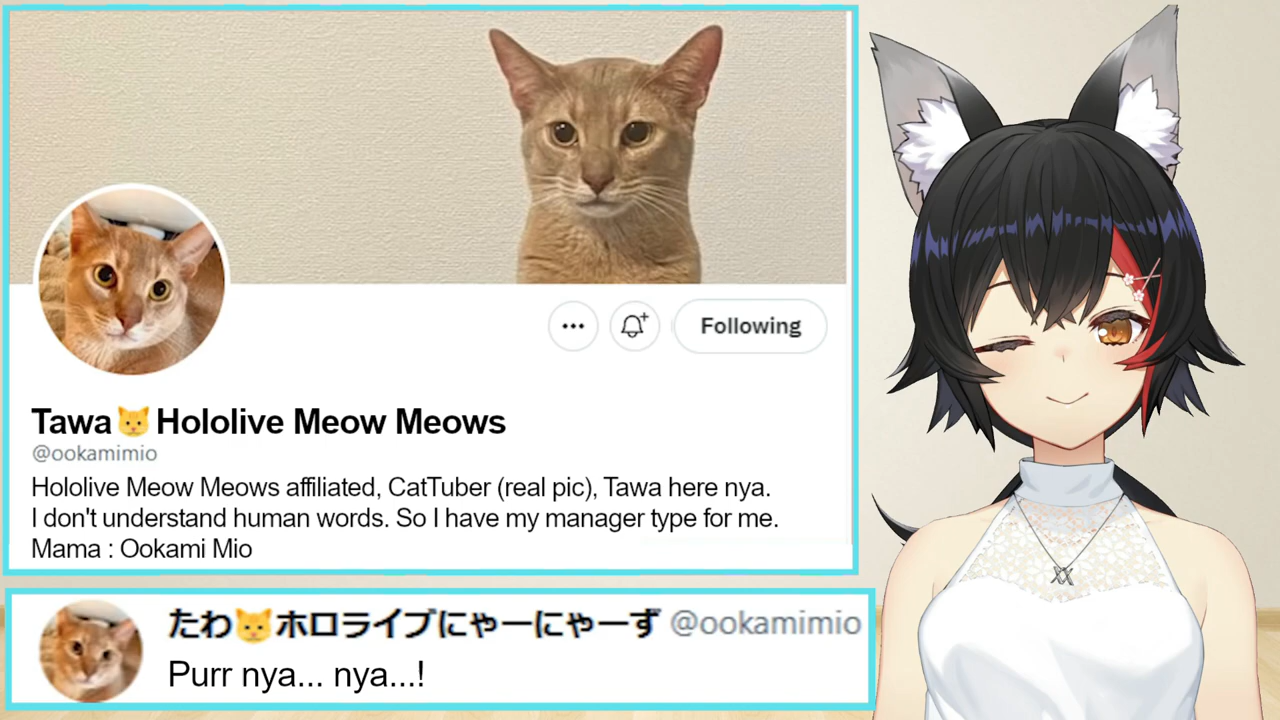 Following
Tawa🐱Hololive Meow Meows
@ookamimio
Hololive Meow Meows affiliated, CatTuber (real pic), Tawa here nya.
I don't understand human words. So I have my manager type for me.
Mama : Ookami Mio
たわ🐱ホロライブにゃーにゃーず @ookamimio
Purr nya... nya...!